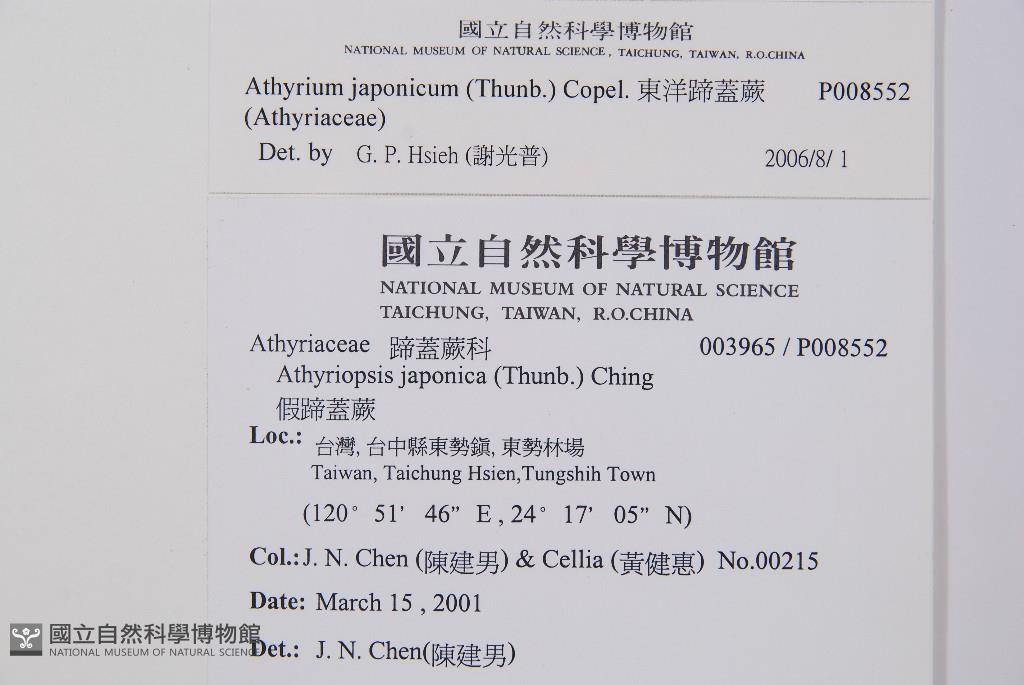 國立自然科學博物館
NATIONAL MUSEUM OF NATURAL SCIENCE, TAICHUNG, TAIWAN, R.O.CHINA
Athyrium japonicum (Thunb.) Copel. 東洋蹄蓋蕨 P008552
(Athyriaceae)
Det. by G. P. Hsieh (謝光普) 2006/8/ 1
國立自然科學博物館
NATIONAL MUSEUM OF NATURAL SCIENCE
TAICHUNG, TAIWAN, R.O.CHINA
Athyriaceae 蹄蓋蕨科 003965 / P008552
Athyriopsis japonica (Thunb.) Ching
假蹄蓋蕨
Loc.: 台灣, 台中縣東勢鎮, 東勢林場
Taiwan, Taichung Hsien,Tungshih Town
(120° 51' 46” E , 24° 17' 05” N)
Col.: J. N. Chen (陳建男) & Cellia (黃健惠) No.00215
Date: March 15 , 2001
Det.: J. N. Chen(陳建男)
國立自然科學博物館
NATIONAL MUSEUM OF NATURAL SCIENCE